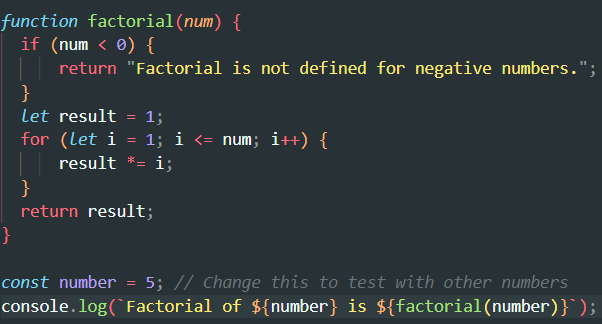 function factorial(num) {
  if (num < 0) {
      return "Factorial is not defined for negative numbers.";
  }
  let result = 1;
  for (let i = 1; i <= num; i++) {
      result *= i;
  }
  return result;
}

const number = 5; // Change this to test with other numbers
console.log(`Factorial of ${number} is ${factorial(number)}`);